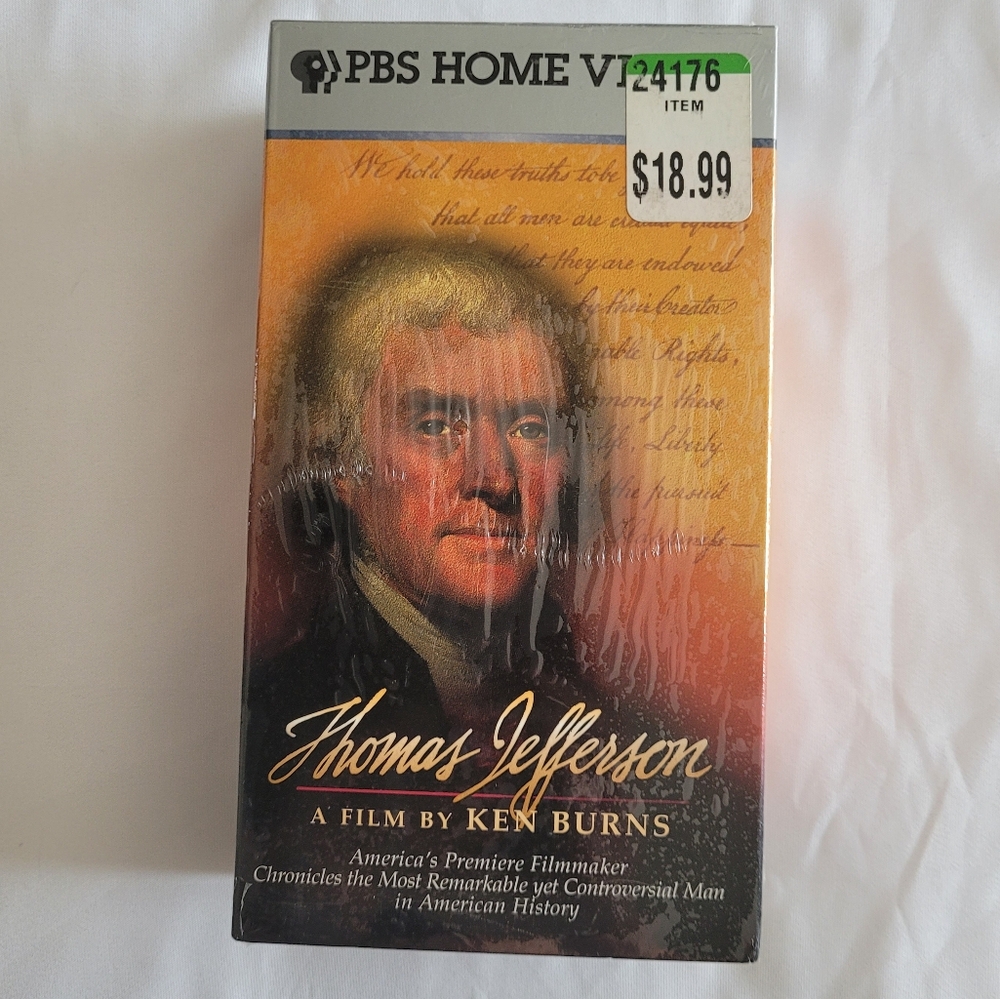 PBS HOME VI
24176
ITEM
$18.99
We hold these truths to be
that all men are created equal,
that they are endowed
by their Creator
nable Rights,
among these
Life, Liberty
the pursuit
Happiness—
Thomas Jefferson
A FILM BY KEN BURNS
America's Premiere Filmmaker
Chronicles the Most Remarkable yet Controversial Man
in American History